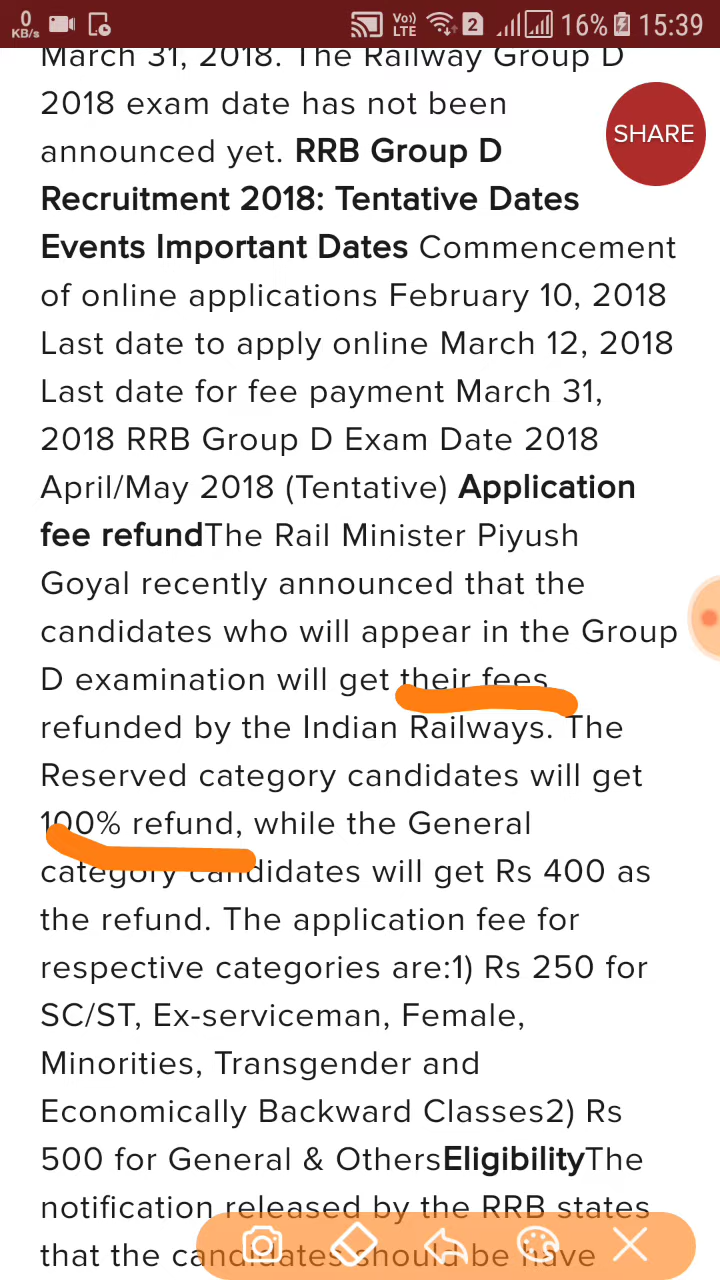 0
KB/s
Vo))
LTE
2
16%
15:39
March 31, 2018. The Railway Group D
2018 exam date has not been
SHARE
announced yet. RRB Group D
Recruitment 2018: Tentative Dates
Events Important Dates Commencement
of online applications February 10, 2018
Last date to apply online March 12, 2018
Last date for fee payment March 31,
2018 RRB Group D Exam Date 2018
April/May 2018 (Tentative) Application
fee refundThe Rail Minister Piyush
Goyal recently announced that the
candidates who will appear in the Group
D examination will get their fees
refunded by the Indian Railways. The
Reserved category candidates will get
100% refund, while the General
category candidates will get Rs 400 as
the refund. The application fee for
respective categories are:1) Rs 250 for
SC/ST, Ex-serviceman, Female,
Minorities, Transgender and
Economically Backward Classes2) Rs
500 for General & OthersEligibilityThe
notification released by the RRB states
that the candidates should be have